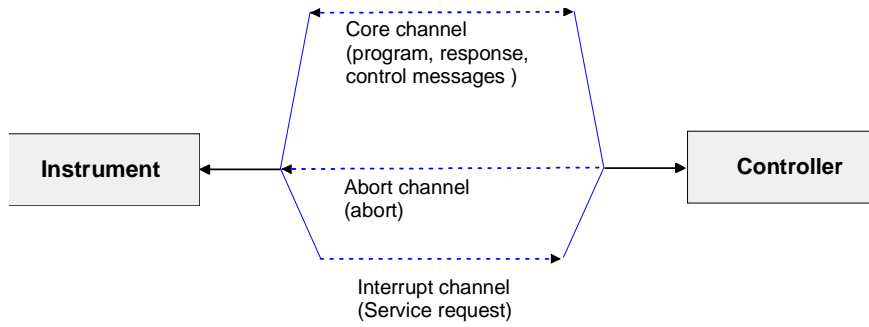 Core channel
(program, response,
control messages )
Instrument
Controller
Abort channel
(abort)
Interrupt channel
(Service request)